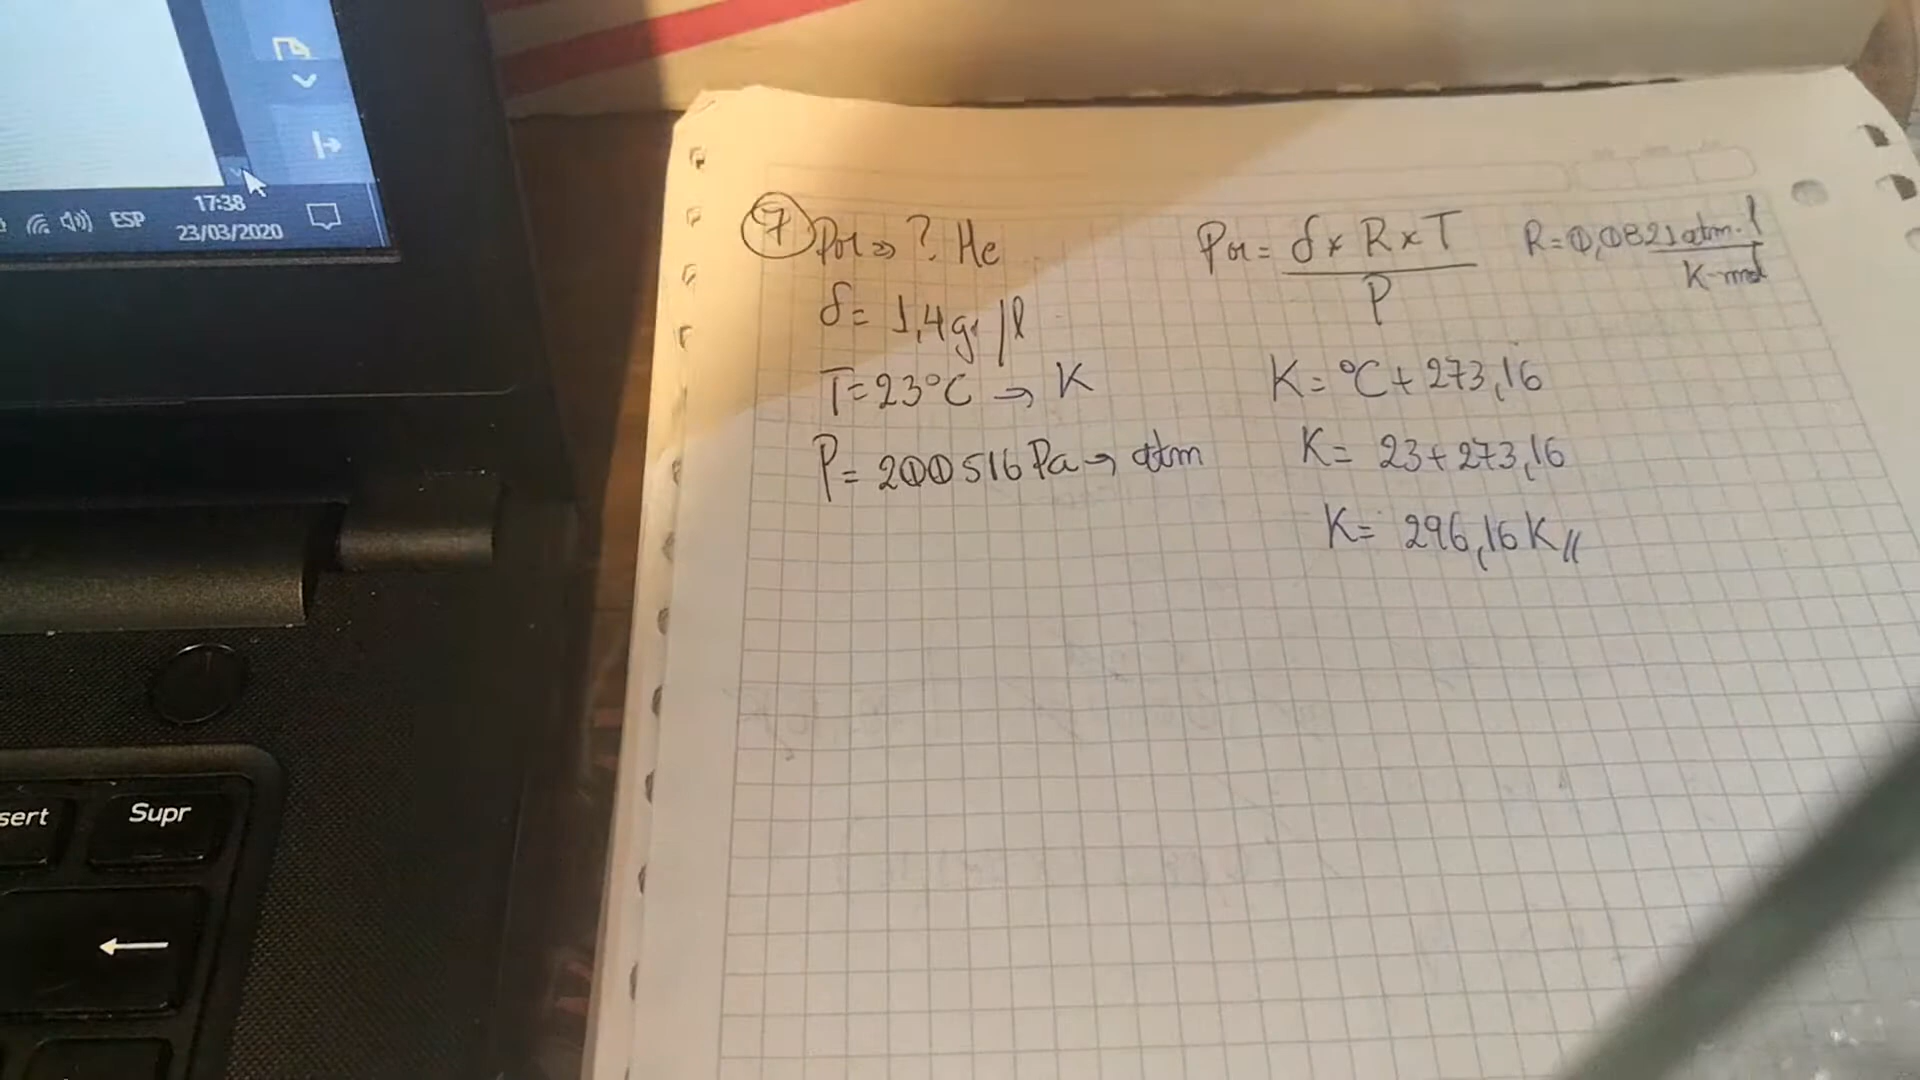 17:38
ESP
23/03/2020
sert
Supr
7 Pm => ? He
δ = 1,4 gr/l
T = 23°C → K
P = 200516 Pa → atm
Pm = δ x R x T / P
R = 0,0821 atm·l / K·mol
K = °C + 273,16
K = 23 + 273,16
K = 296,16 K //